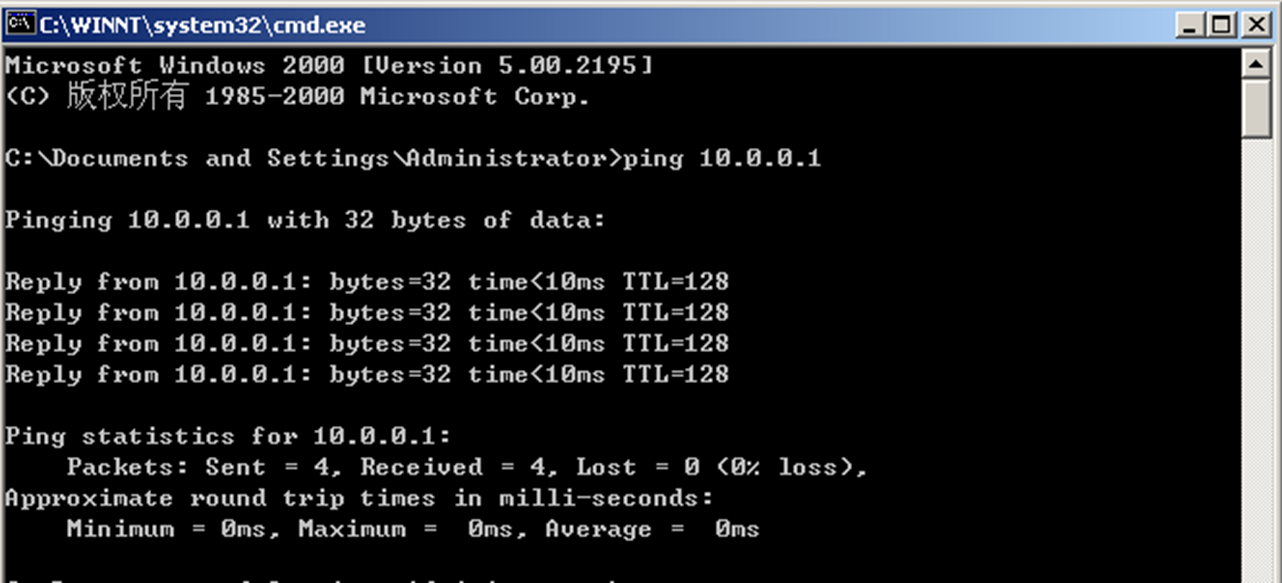 C:\WINNT\system32\cmd.exe
Microsoft Windows 2000 [Version 5.00.2195]
(C) 版权所有 1985-2000 Microsoft Corp.
C:\Documents and Settings\Administrator>ping 10.0.0.1
Pinging 10.0.0.1 with 32 bytes of data:
Reply from 10.0.0.1: bytes=32 time<10ms TTL=128
Reply from 10.0.0.1: bytes=32 time<10ms TTL=128
Reply from 10.0.0.1: bytes=32 time<10ms TTL=128
Reply from 10.0.0.1: bytes=32 time<10ms TTL=128
Ping statistics for 10.0.0.1:
Packets: Sent = 4, Received = 4, Lost = 0 (0% loss),
Approximate round trip times in milli-seconds:
Minimum = 0ms, Maximum =  0ms, Average =  0ms